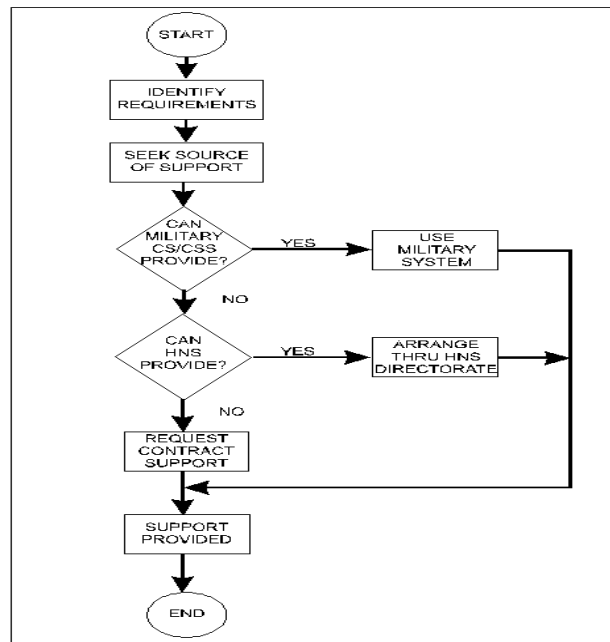 START
IDENTIFY
REQUIREMENTS
SEEK SOURCE
OF SUPPORT
CAN
MILITARY
CS/CSS
PROVIDE?
YES
USE
MILITARY
SYSTEM
NO
CAN
HNS
PROVIDE?
YES
ARRANGE
THRU HNS
DIRECTORATE
NO
REQUEST
CONTRACT
SUPPORT
SUPPORT
PROVIDED
END